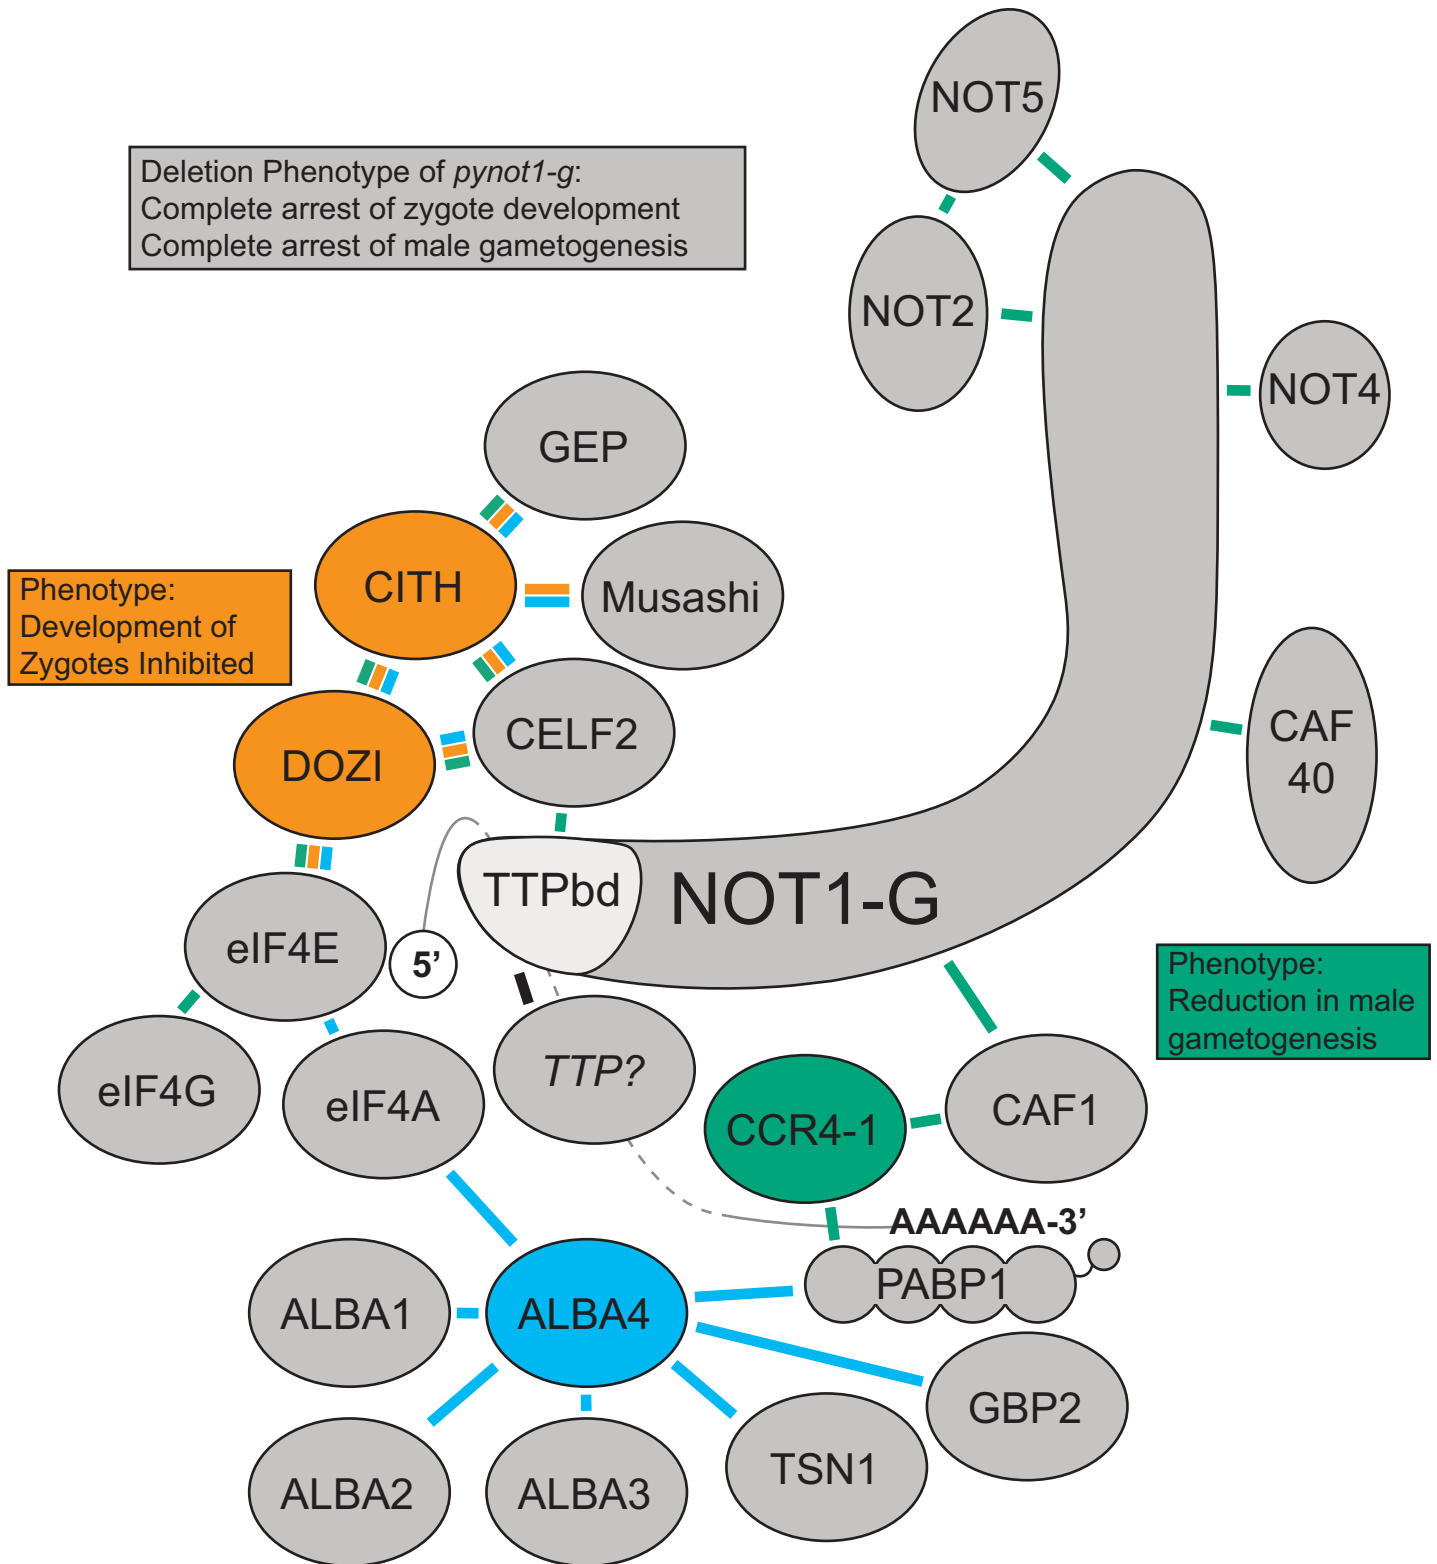 NOT5
Deletion Phenotype of pynot1-g:
Complete arrest of zygote development
Complete arrest of male gametogenesis
NOT2
NOT4
GEP
CITH
Musashi
Phenotype:
Development of
Zygotes Inhibited
CELF2
DOZI
CAF
40
TTPbd
NOT1-G
eIF4E
5’
Phenotype:
Reduction in male
gametogenesis
TTP?
eIF4G
eIF4A
CCR4-1
CAF1
AAAAAA-3’
PABP1
ALBA1
ALBA4
GBP2
TSN1
ALBA2
ALBA3